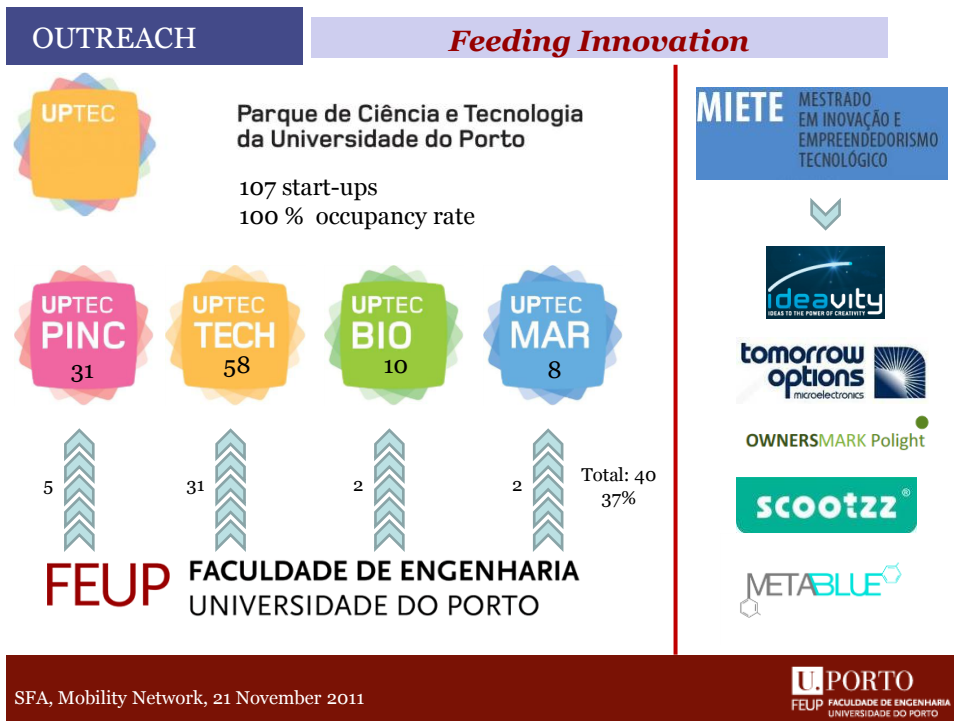 OUTREACH
Feeding Innovation
UPTEC
Parque de Ciência e Tecnologia
da Universidade do Porto
107 start-ups
100 % occupancy rate
UPTEC
PINC
31
UPTEC
TECH
58
UPTEC
BIO
10
UPTEC
MAR
8
5
31
2
2
Total: 40
37%
FEUP
FACULDADE DE ENGENHARIA
UNIVERSIDADE DO PORTO
MIETE
MESTRADO
EM INOVAÇÃO E
EMPREENDEDORISMO
TECNOLÓGICO
ideavity
IDEAS TO THE POWER OF CREATIVITY
tomorrow
options
microelectronics
OWNERSMARK Polight
scootzz®
METABLUE
SFA, Mobility Network, 21 November 2011
U. PORTO
FEUP FACULDADE DE ENGENHARIA
UNIVERSIDADE DO PORTO